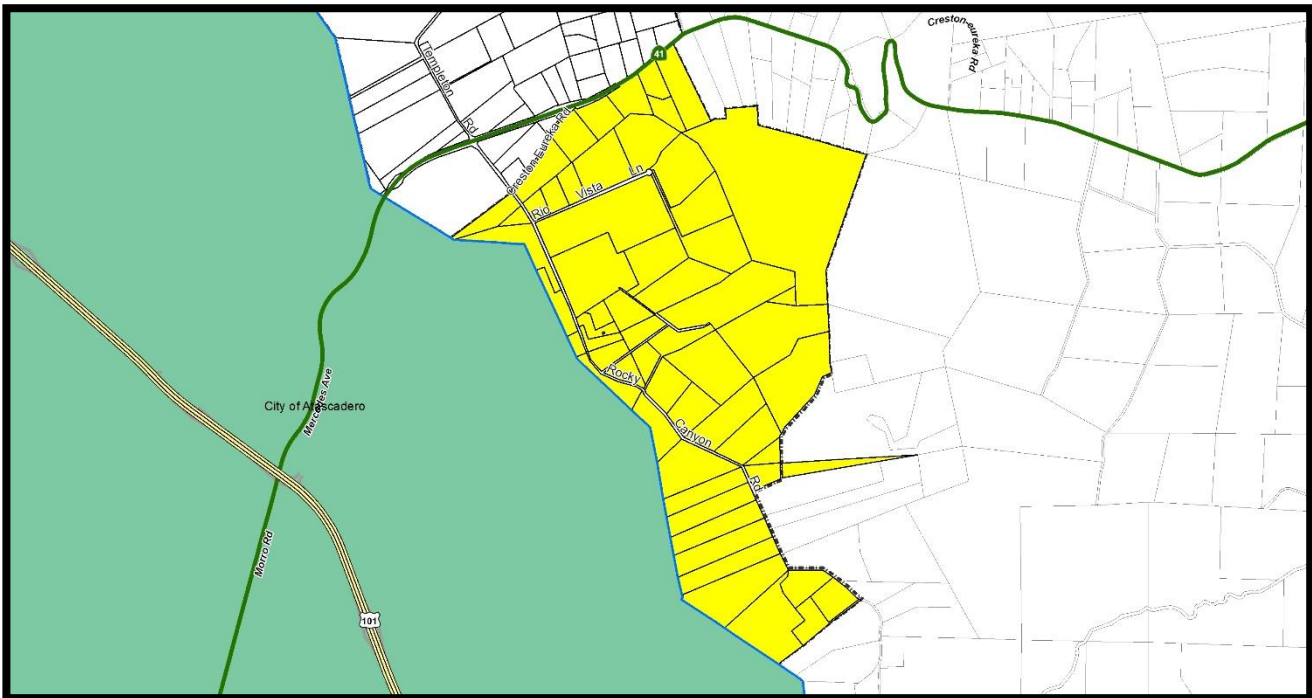 Creston-eureka Rd
41
Templeton Rd
Creston-Eureka-Rd
Rio Vista Ln
Rocky Canyon Rd
City of Atascadero
Mercedes Ave
Morro Rd
101